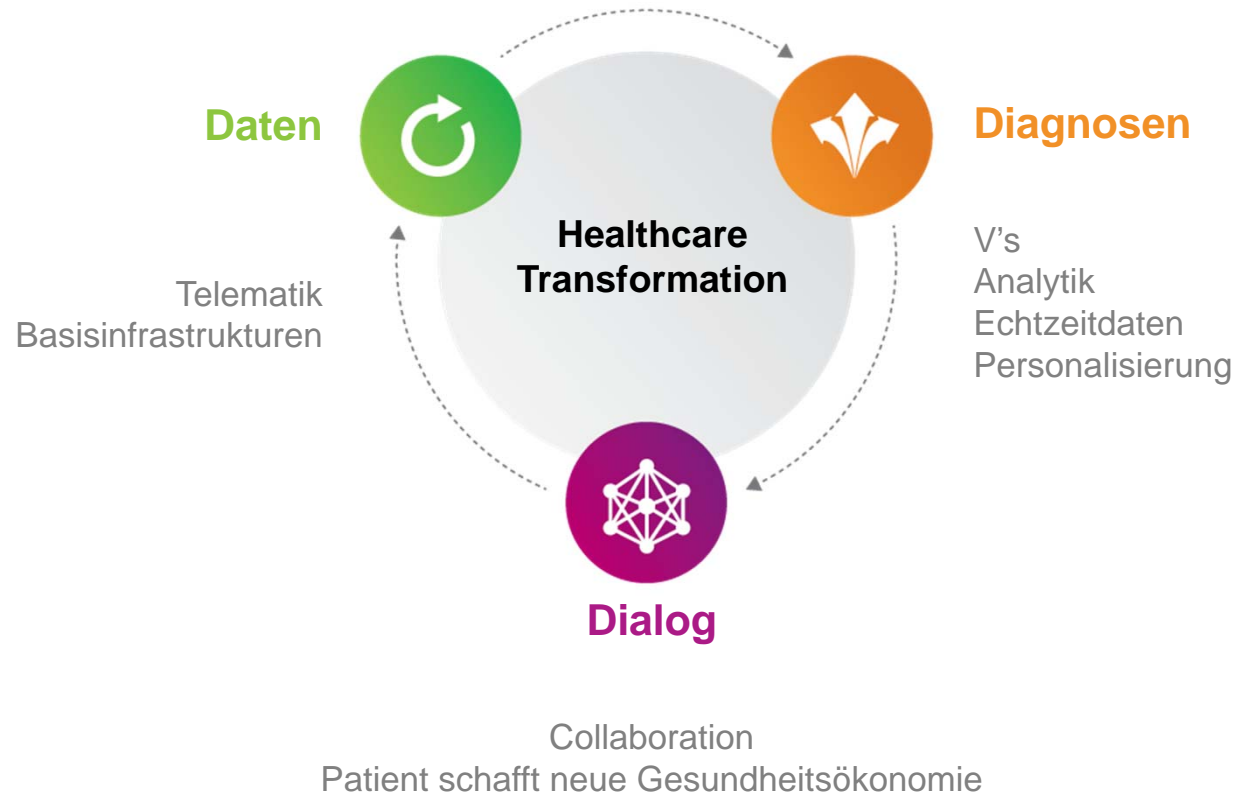 Daten
Telematik
Basisinfrastrukturen
Healthcare
Transformation
Diagnosen
V’s
Analytik
Echtzeitdaten
Personalisierung
Dialog
Collaboration
Patient schafft neue Gesundheitsökonomie